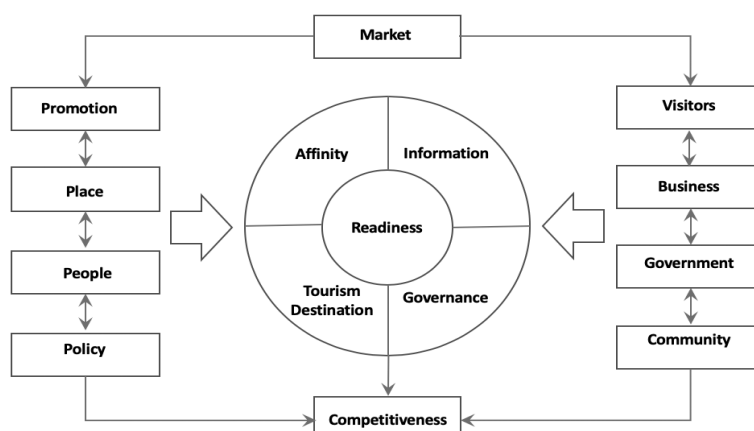 Market
Promotion
Visitors
Affinity
Information
Place
Business
Readiness
People
Government
Tourism
Destination
Governance
Policy
Community
Competitiveness